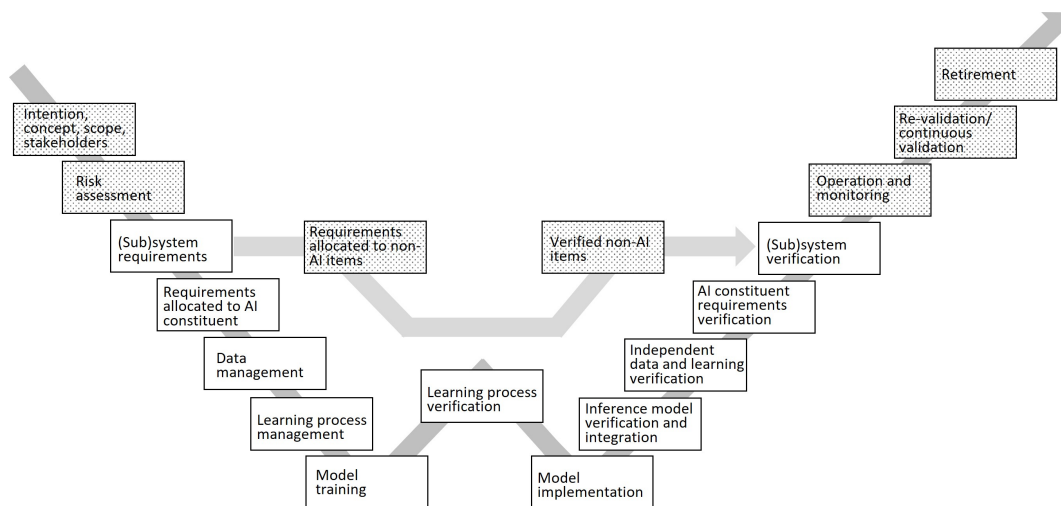 Intention,
concept, scope,
stakeholders
Risk
assessment
(Sub)system
requirements
Requirements
allocated to AI
constituent
Data
management
Learning process
management
Model
training
Learning process
verification
Model
implementation
Inference model
verification and
integration
Independent
data and learning
verification
AI constituent
requirements
verification
(Sub)system
verification
Operation and
monitoring
Re-validation/
continuous
validation
Retirement
Requirements
allocated to non-
AI items
Verified non-AI
items